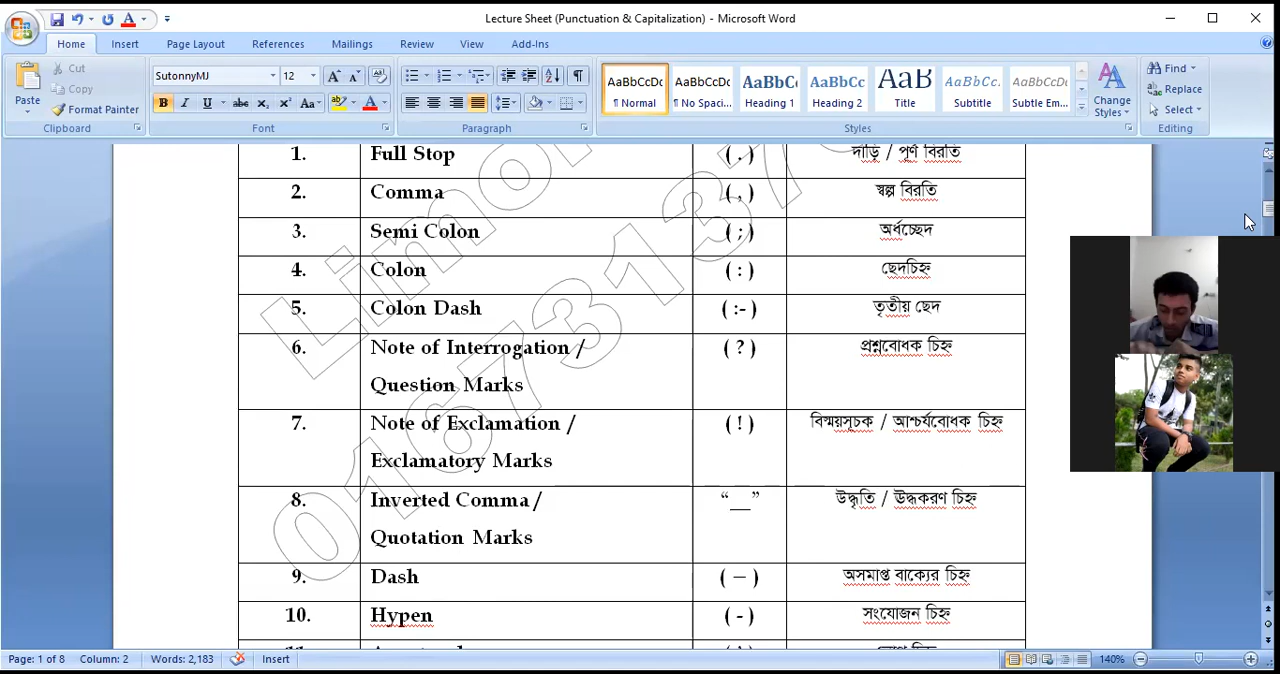 Lecture Sheet (Punctuation & Capitalization) - Microsoft Word
Home Insert Page Layout References Mailings Review View Add-Ins
Paste
Cut
Copy
Format Painter
Clipboard
SutonnyMJ 12
Font
Paragraph
AaBbCcDc AaBbCcDc AaBbCc AaBbCc AaB AaBbCc. AaBbCcDc
¶ Normal ¶ No Spaci... Heading 1 Heading 2 Title Subtitle Subtle Em...
Styles
Change Styles
Find
Replace
Select
Editing
1. Full Stop ( . ) দাঁড়ি / পূর্ণ বিরতি
2. Comma ( , ) স্বল্প বিরতি
3. Semi Colon ( ; ) অর্ধচ্ছেদ
4. Colon ( : ) ছেদচিহ্ন
5. Colon Dash ( :- ) তৃতীয় ছেদ
6. Note of Interrogation / ( ? ) প্রশ্নবোধক চিহ্ন
Question Marks
7. Note of Exclamation / ( ! ) বিষ্ময়সূচক / আশ্চর্যবোধক চিহ্ন
Exclamatory Marks
8. Inverted Comma / “__” উদ্ধৃতি / ঊদ্ধকরণ চিহ্ন
Quotation Marks
9. Dash ( – ) অসমাপ্ত বাক্যের চিহ্ন
10. Hypen ( - ) সংযোজন চিহ্ন
Page: 1 of 8 Column: 2 Words: 2,183 Insert 140%